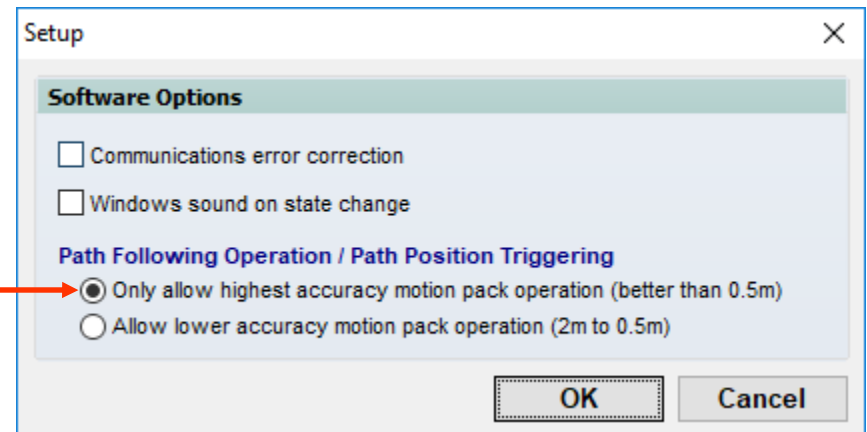 Setup
Software Options
Communications error correction
Windows sound on state change
Path Following Operation / Path Position Triggering
Only allow highest accuracy motion pack operation (better than 0.5m)
Allow lower accuracy motion pack operation (2m to 0.5m)
OK Cancel